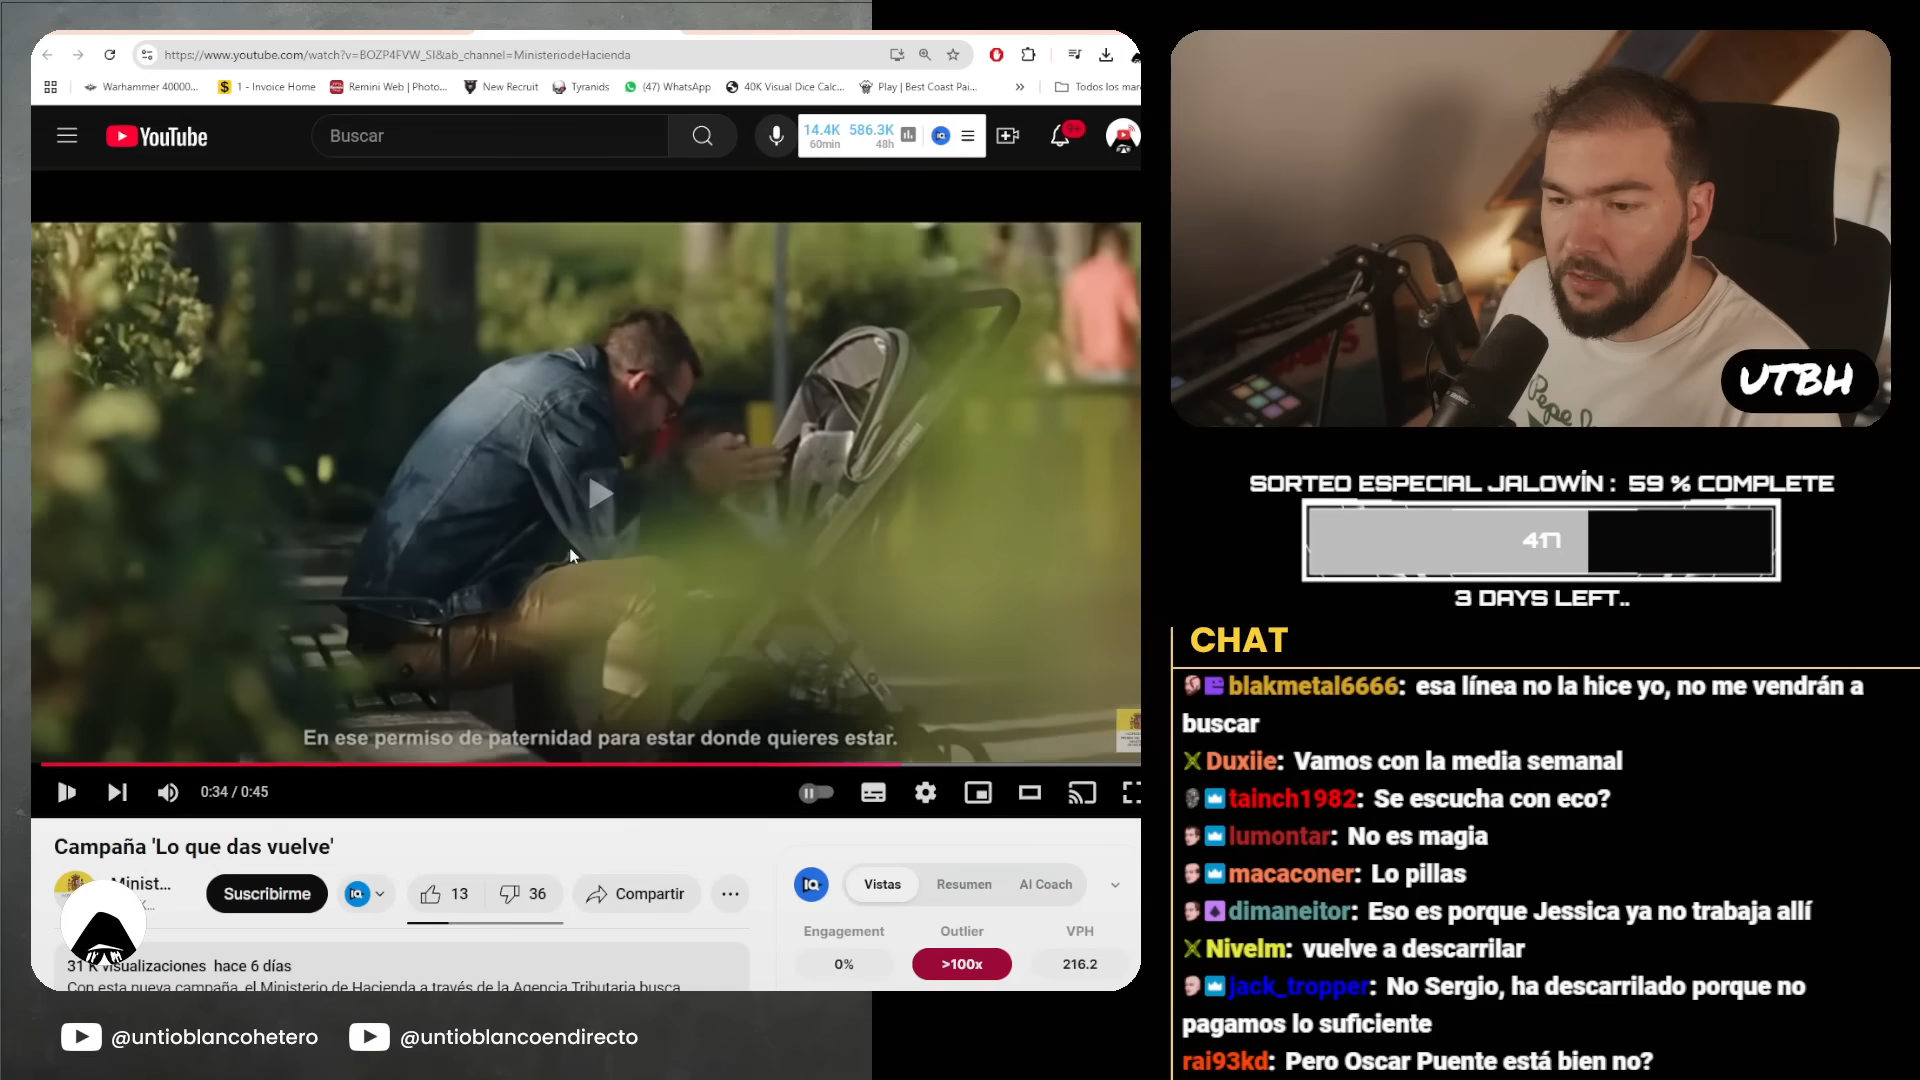 https://www.youtube.com/watch?v=BOZP4FVW_SI&ab_channel=MinisteriodeHacienda
Warhammer 40000...
1 - Invoice Home
Remini Web | Photo...
New Recruit
Tyranids
(47) WhatsApp
40K Visual Dice Calc...
Play | Best Coast Pai...
Todos los mar
YouTube
Buscar
14.4K 586.3K
60min 48h
9+
En ese permiso de paternidad para estar donde quieres estar.
0:34 / 0:45
Campaña 'Lo que das vuelve'
Minist...
Suscribirme
13
36
Compartir
Vistas
Resumen
AI Coach
Engagement
Outlier
VPH
0%
>100x
216.2
31 K visualizaciones hace 6 días
Con esta nueva campaña, el Ministerio de Hacienda a través de la Agencia Tributaria busca
@untioblancohetero
@untioblancoendirecto
Pepe J
UTBH
SORTEO ESPECIAL JALOWÍN : 59 % COMPLETE
417
3 DAYS LEFT..
CHAT
blakmetal6666: esa línea no la hice yo, no me vendrán a
buscar
Duxiie: Vamos con la media semanal
tainch1982: Se escucha con eco?
lumontar: No es magia
macaconer: Lo pillas
dimaneitor: Eso es porque Jessica ya no trabaja allí
Nivelm: vuelve a descarrilar
jack_tropper: No Sergio, ha descarrilado porque no
pagamos lo suficiente
rai93kd: Pero Oscar Puente está bien no?